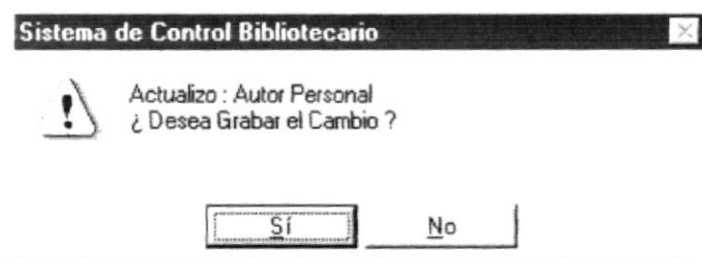 Sistema de Control Bibliotecario
Actualizo : Autor Personal
¿ Desea Grabar el Cambio ?
Sí
No